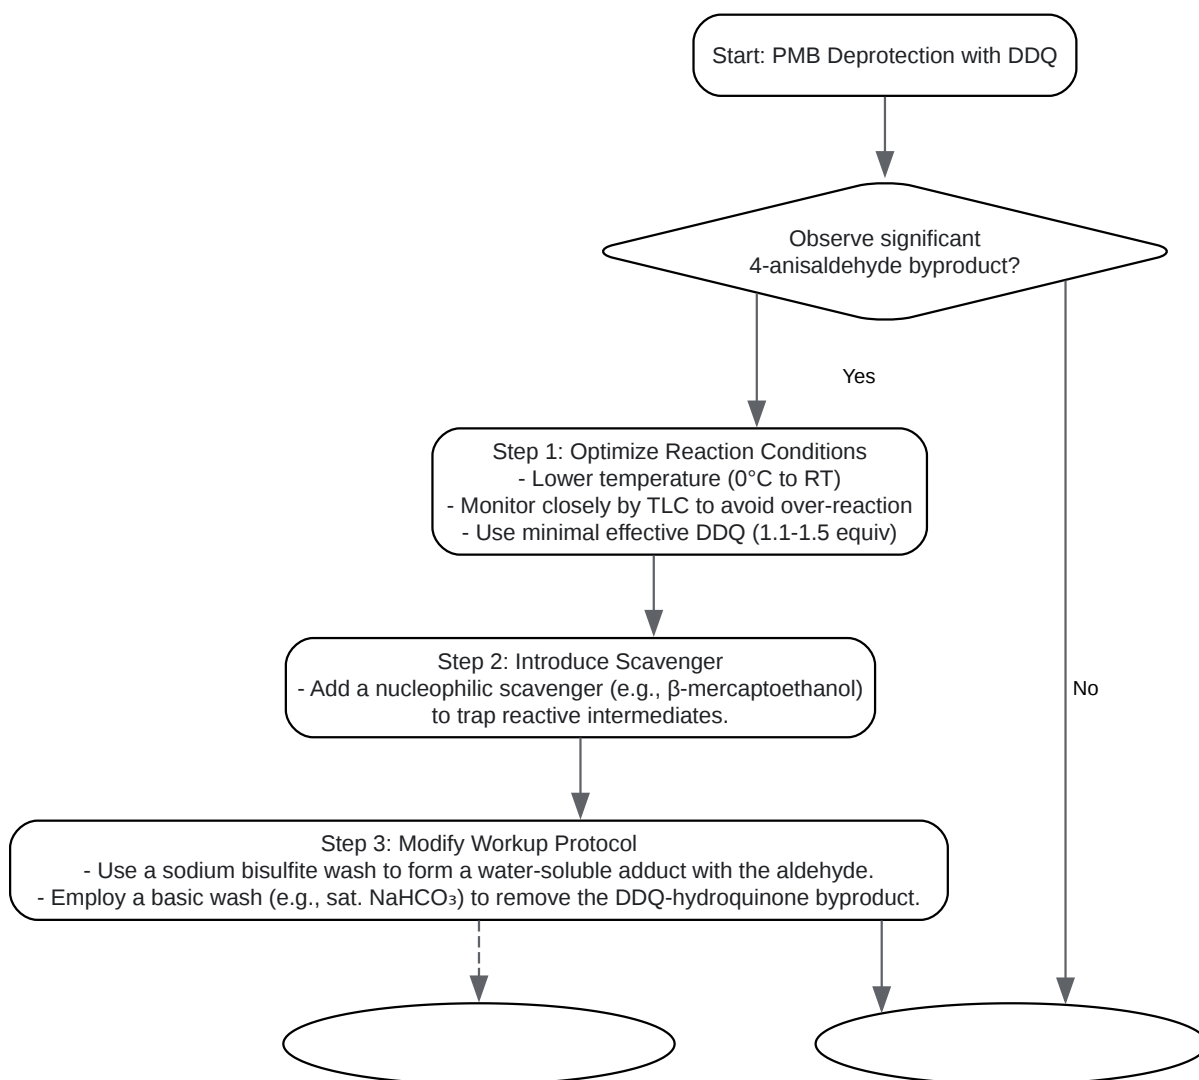 Start: PMB Deprotection with DDQ
Observe significant
4-anisaldehyde byproduct?
Yes
Step 1: Optimize Reaction Conditions
- Lower temperature (0°C to RT)
- Monitor closely by TLC to avoid over-reaction
- Use minimal effective DDQ (1.1-1.5 equiv)
Step 2: Introduce Scavenger
- Add a nucleophilic scavenger (e.g., β-mercaptoethanol)
to trap reactive intermediates.
No
Step 3: Modify Workup Protocol
- Use a sodium bisulfite wash to form a water-soluble adduct with the aldehyde.
- Employ a basic wash (e.g., sat. NaHCO₃) to remove the DDQ-hydroquinone byproduct.